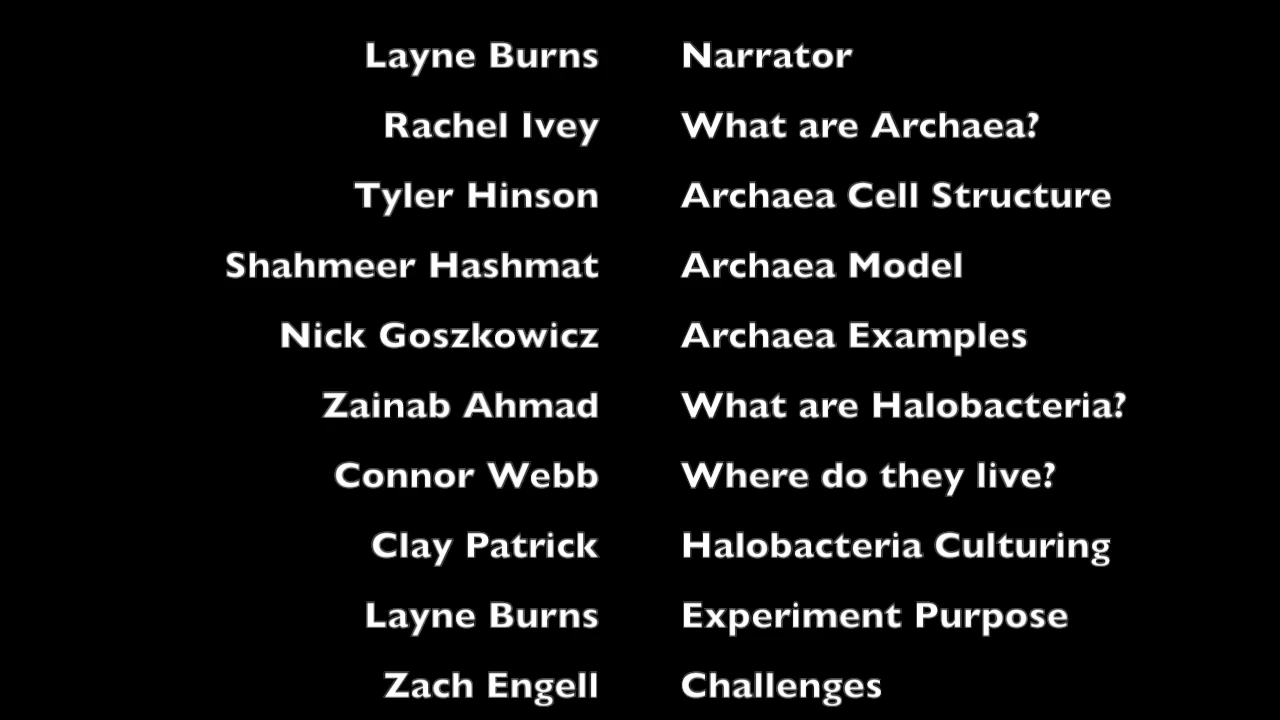 Layne Burns Narrator
Rachel Ivey What are Archaea?
Tyler Hinson Archaea Cell Structure
Shahmeer Hashmat Archaea Model
Nick Goszkowicz Archaea Examples
Zainab Ahmad What are Halobacteria?
Connor Webb Where do they live?
Clay Patrick Halobacteria Culturing
Layne Burns Experiment Purpose
Zach Engell Challenges